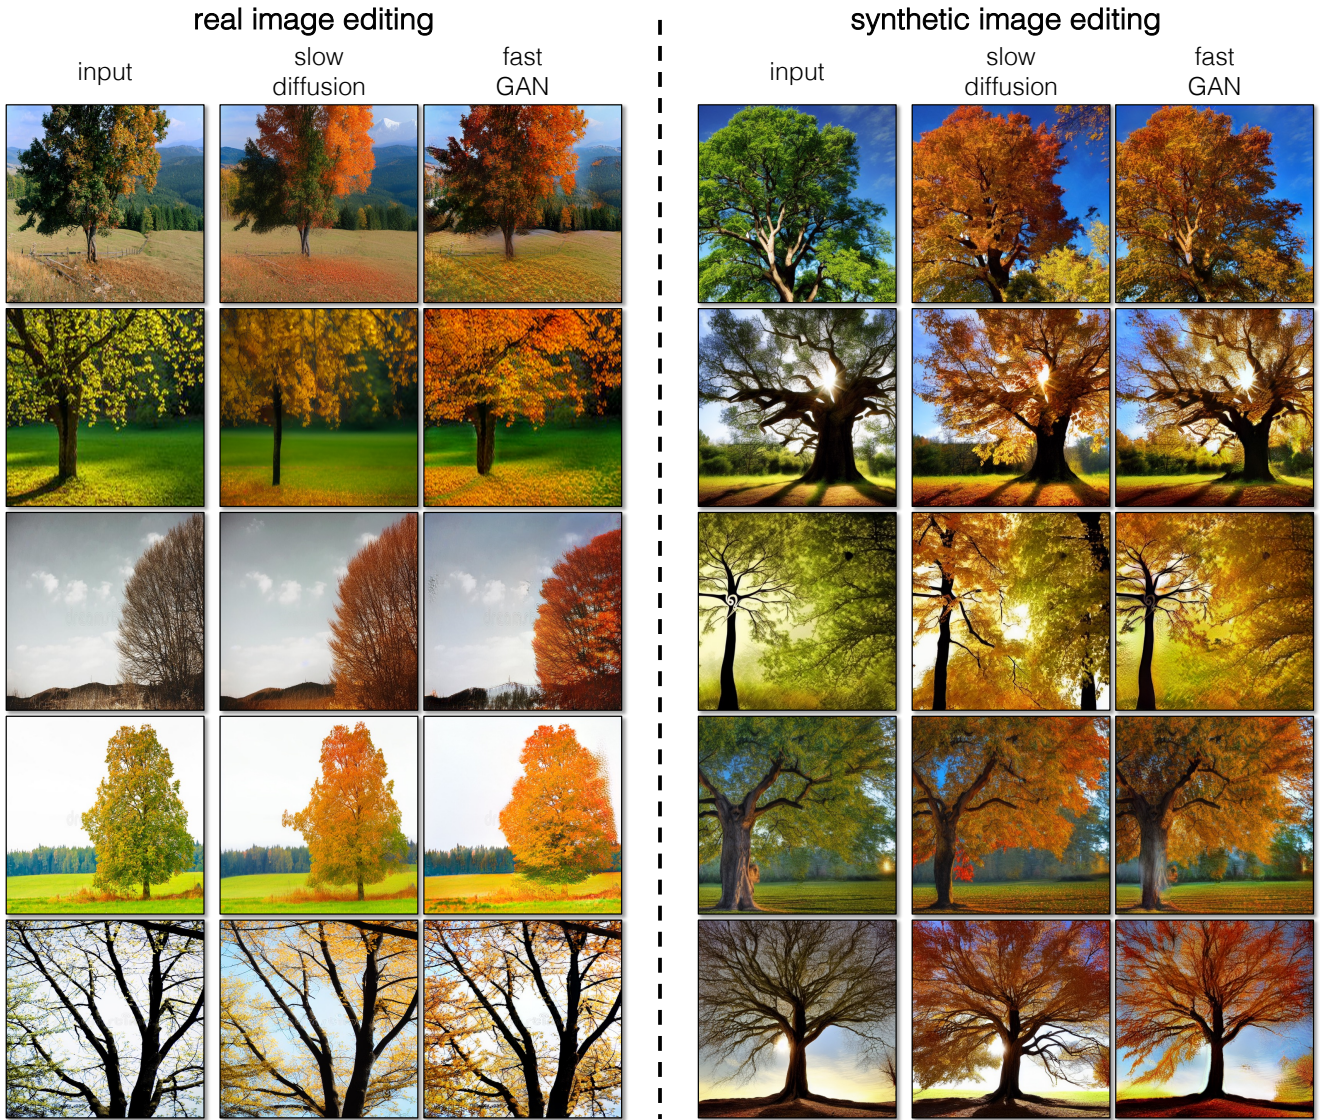 real image editing
synthetic image editing
input
slow
diffusion
fast
GAN
input
slow
diffusion
fast
GAN